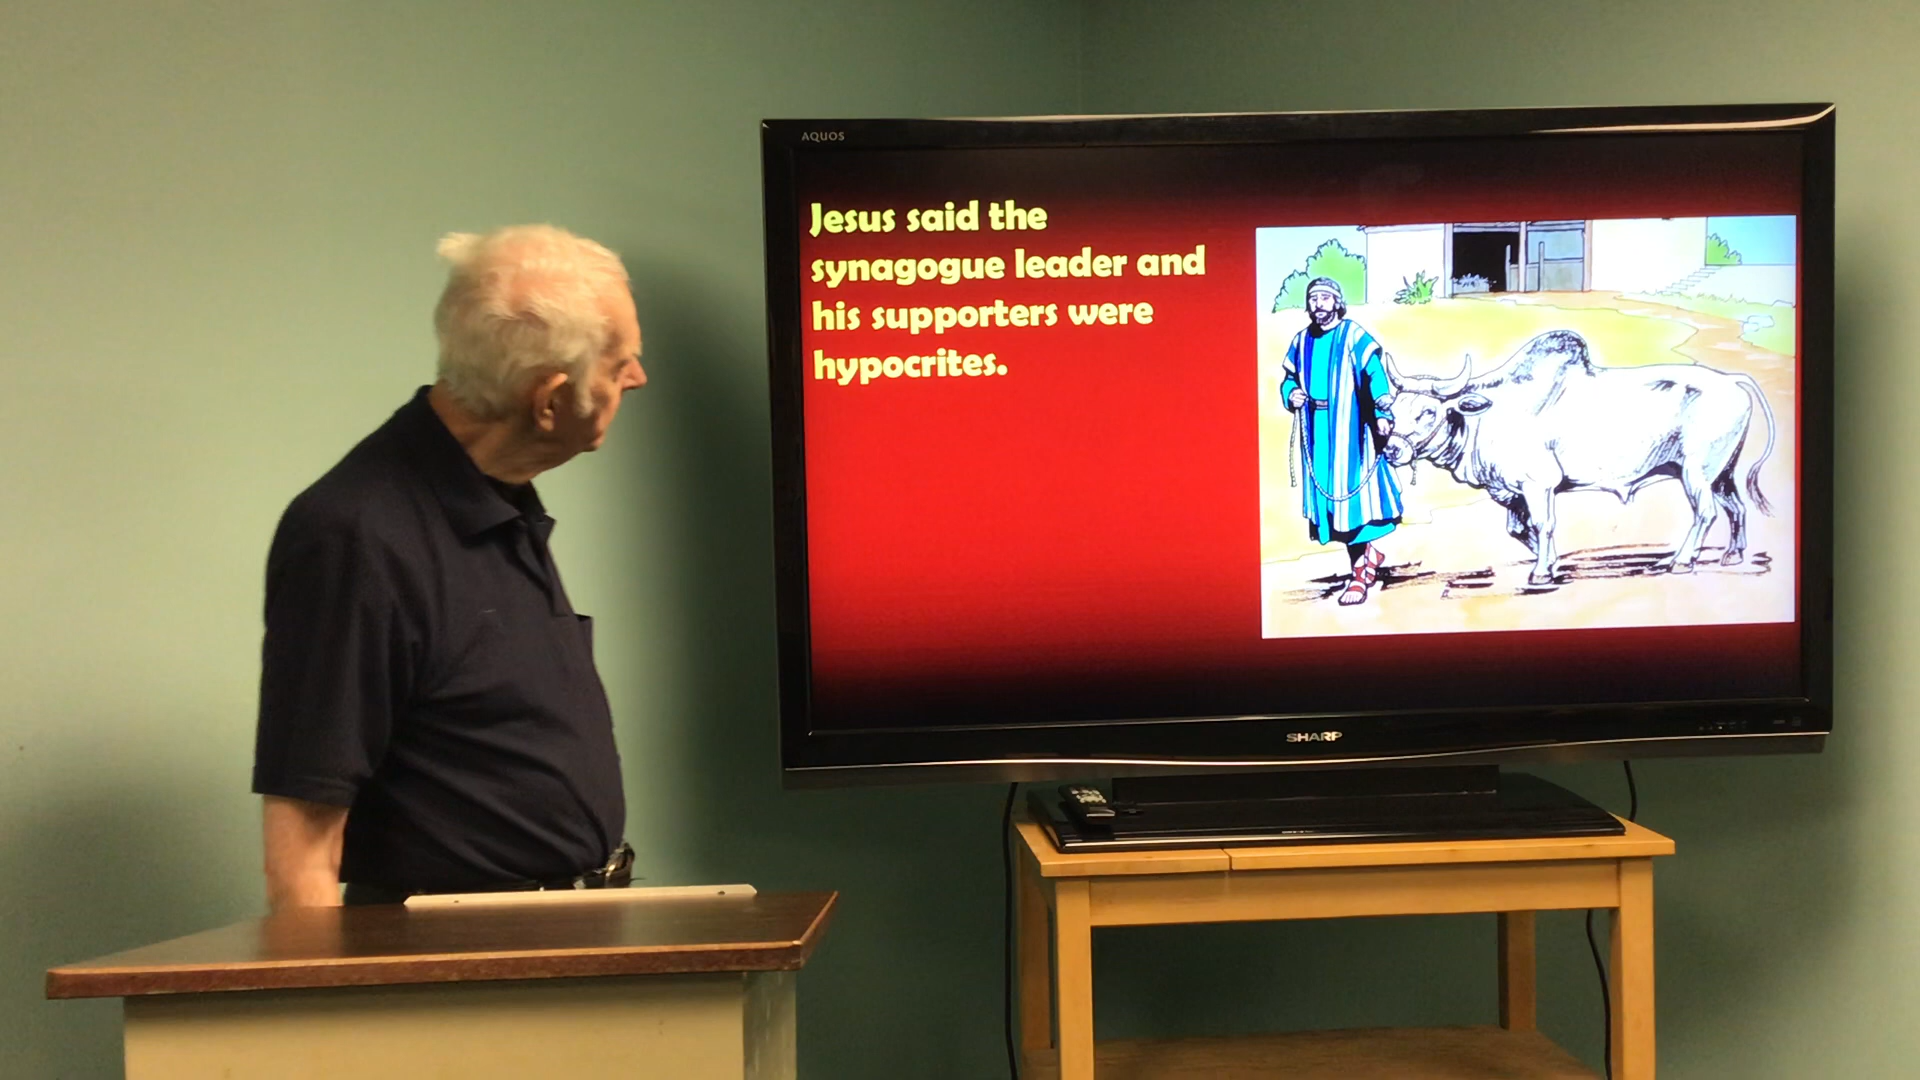 AQUOS
Jesus said the
synagogue leader and
his supporters were
hypocrites.
SHARP